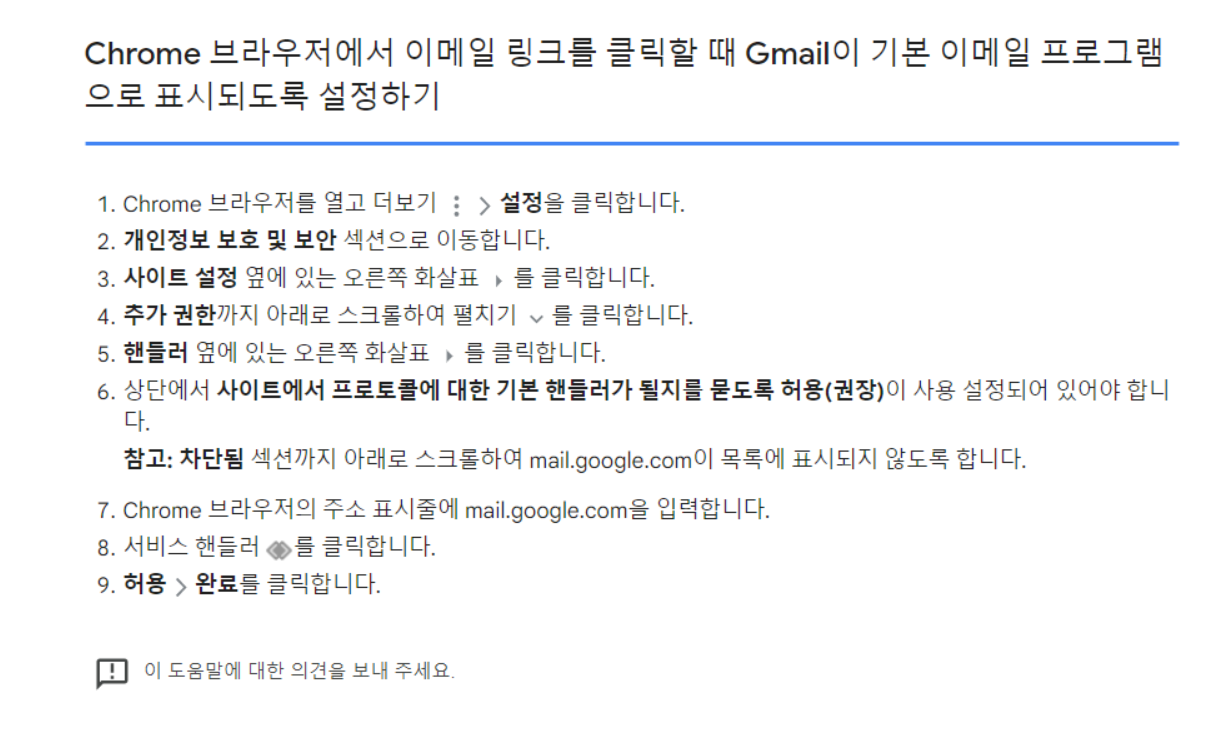 Chrome 브라우저에서 이메일 링크를 클릭할 때 Gmail이 기본 이메일 프로그램
으로 표시되도록 설정하기
1. Chrome 브라우저를 열고 더보기 > 설정을 클릭합니다.
2. 개인정보 보호 및 보안 섹션으로 이동합니다.
3. 사이트 설정 옆에 있는 오른쪽 화살표 를 클릭합니다.
4. 추가 권한까지 아래로 스크롤하여 펼치기 를 클릭합니다.
5. 핸들러 옆에 있는 오른쪽 화살표 를 클릭합니다.
6. 상단에서 사이트에서 프로토콜에 대한 기본 핸들러가 될지를 묻도록 허용(권장)이 사용 설정되어 있어야 합니
다.
참고: 차단됨 섹션까지 아래로 스크롤하여 mail.google.com이 목록에 표시되지 않도록 합니다.
7. Chrome 브라우저의 주소 표시줄에 mail.google.com을 입력합니다.
8. 서비스 핸들러 를 클릭합니다.
9. 허용 > 완료를 클릭합니다.
이 도움말에 대한 의견을 보내 주세요.